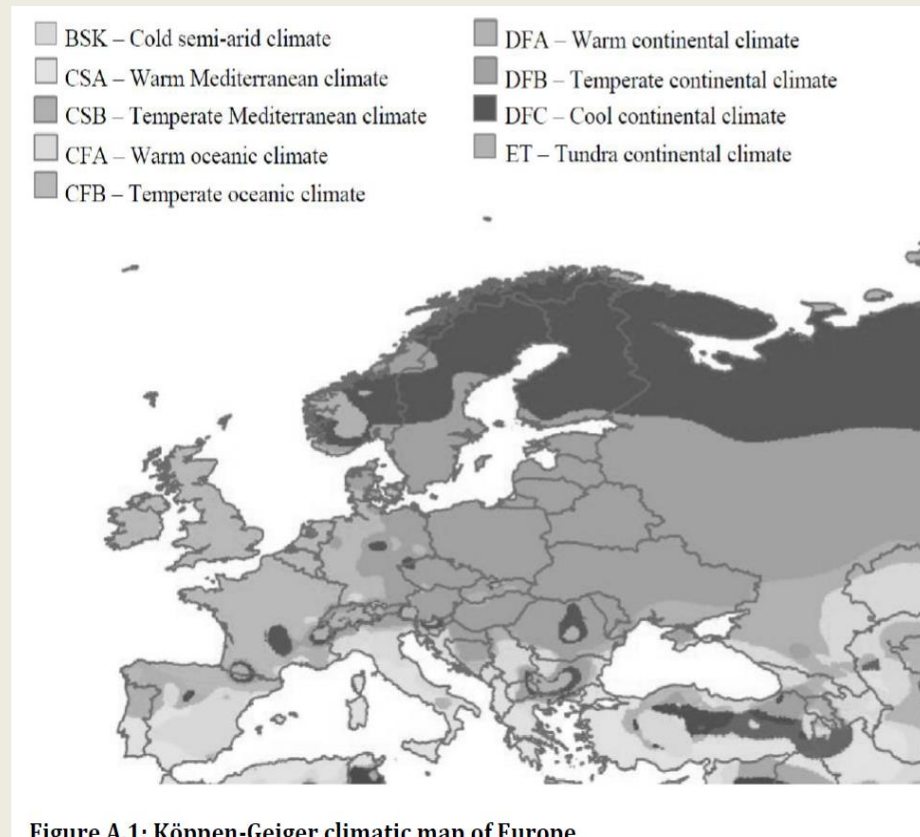 BSK – Cold semi-arid climate
CSA – Warm Mediterranean climate
CSB – Temperate Mediterranean climate
CFA – Warm oceanic climate
CFB – Temperate oceanic climate
DFA – Warm continental climate
DFB – Temperate continental climate
DFC – Cool continental climate
ET – Tundra continental climate
Figure A.1: Köppen-Geiger climatic map of Europe